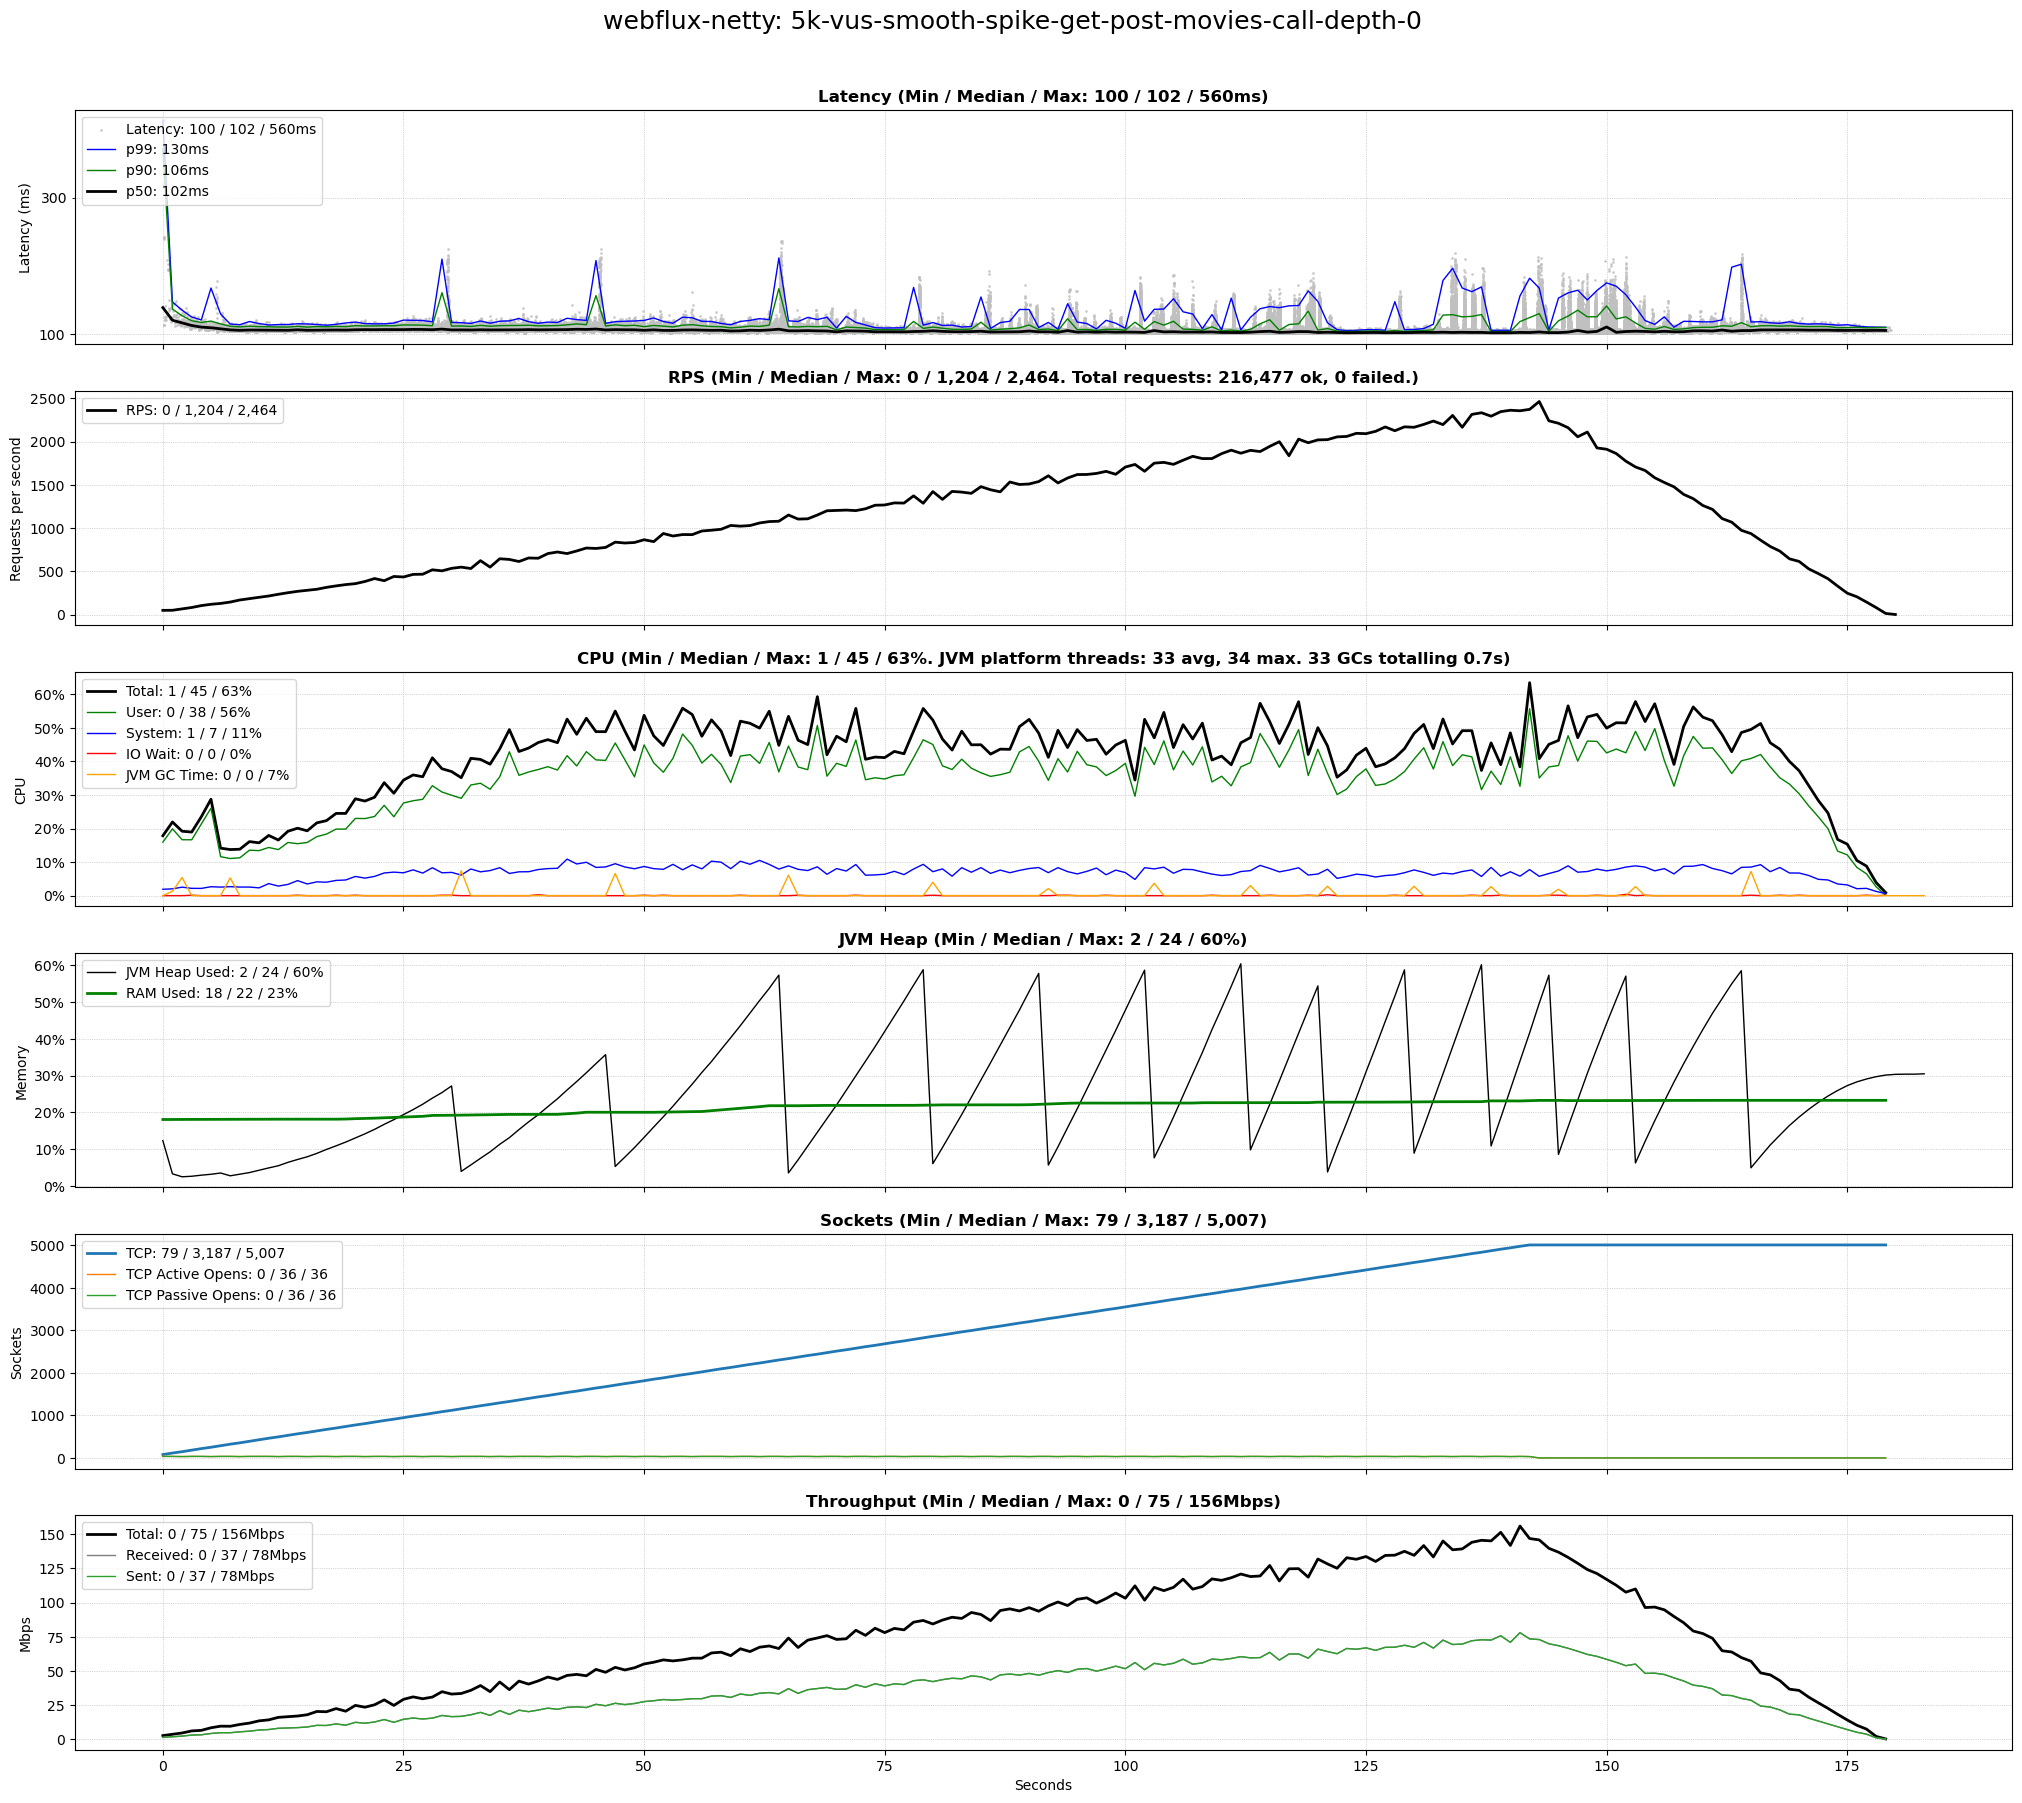 webflux-netty: 5k-vus-smooth-spike-get-post-movies-call-depth-0
Latency (Min / Median / Max: 100 / 102 / 560ms)
Latency: 100 / 102 / 560ms
p99: 130ms
p90: 106ms
p50: 102ms
Latency (ms)
300
100
RPS (Min / Median / Max: 0 / 1,204 / 2,464. Total requests: 216,477 ok, 0 failed.)
RPS: 0 / 1,204 / 2,464
Requests per second
2500
2000
1500
1000
500
0
CPU (Min / Median / Max: 1 / 45 / 63%. JVM platform threads: 33 avg, 34 max. 33 GCs totalling 0.7s)
Total: 1 / 45 / 63%
User: 0 / 38 / 56%
System: 1 / 7 / 11%
IO Wait: 0 / 0 / 0%
JVM GC Time: 0 / 0 / 7%
CPU
60%
50%
40%
30%
20%
10%
0%
JVM Heap (Min / Median / Max: 2 / 24 / 60%)
JVM Heap Used: 2 / 24 / 60%
RAM Used: 18 / 22 / 23%
Memory
60%
50%
40%
30%
20%
10%
0%
Sockets (Min / Median / Max: 79 / 3,187 / 5,007)
TCP: 79 / 3,187 / 5,007
TCP Active Opens: 0 / 36 / 36
TCP Passive Opens: 0 / 36 / 36
Sockets
5000
4000
3000
2000
1000
0
Throughput (Min / Median / Max: 0 / 75 / 156Mbps)
Total: 0 / 75 / 156Mbps
Received: 0 / 37 / 78Mbps
Sent: 0 / 37 / 78Mbps
Mbps
150
125
100
75
50
25
0
0 25 50 75 100 125 150 175
Seconds